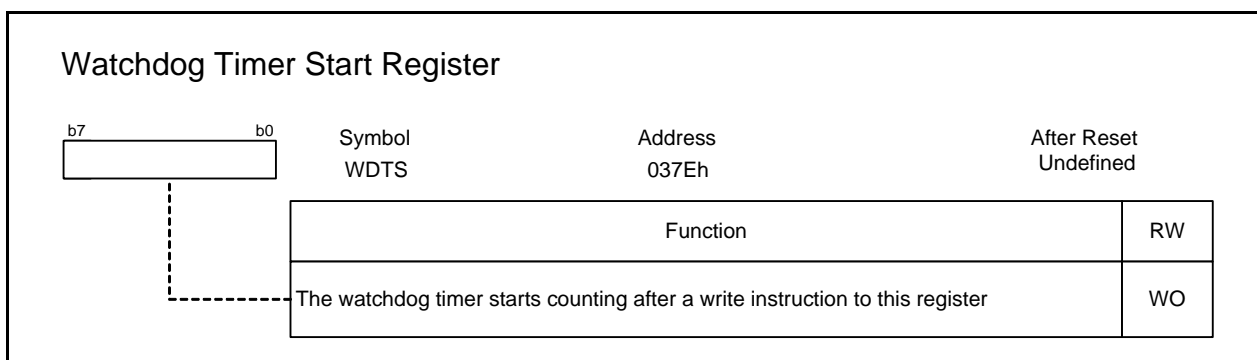 Watchdog Timer Start Register
b7 b0 Symbol Address After Reset
WDTS 037Eh Undefined
Function RW
The watchdog timer starts counting after a write instruction to this register WO